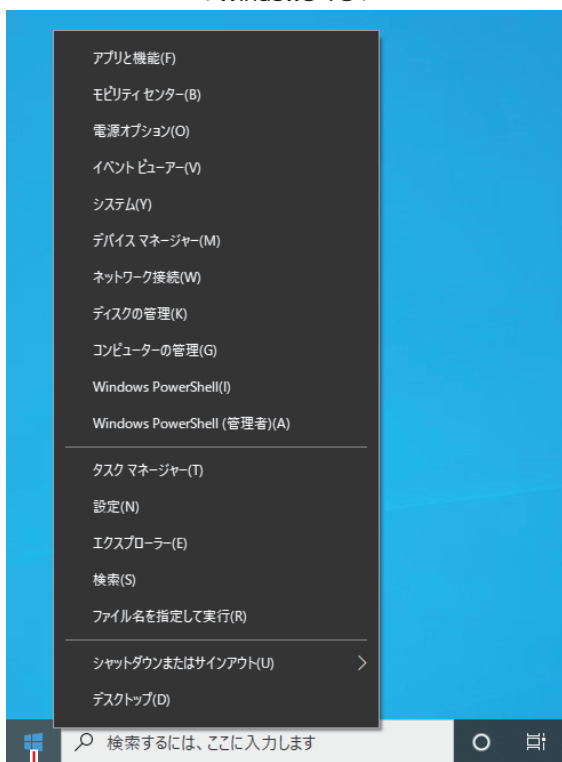 アプリと機能(F)
モビリティ センター(B)
電源オプション(O)
イベント ビューアー(V)
システム(Y)
デバイス マネージャー(M)
ネットワーク接続(W)
ディスクの管理(K)
コンピューターの管理(G)
Windows PowerShell(I)
Windows PowerShell (管理者)(A)
タスク マネージャー(T)
設定(N)
エクスプローラー(E)
検索(S)
ファイル名を指定して実行(R)
シャットダウンまたはサインアウト(U)
デスクトップ(D)
検索するには、ここに入力します